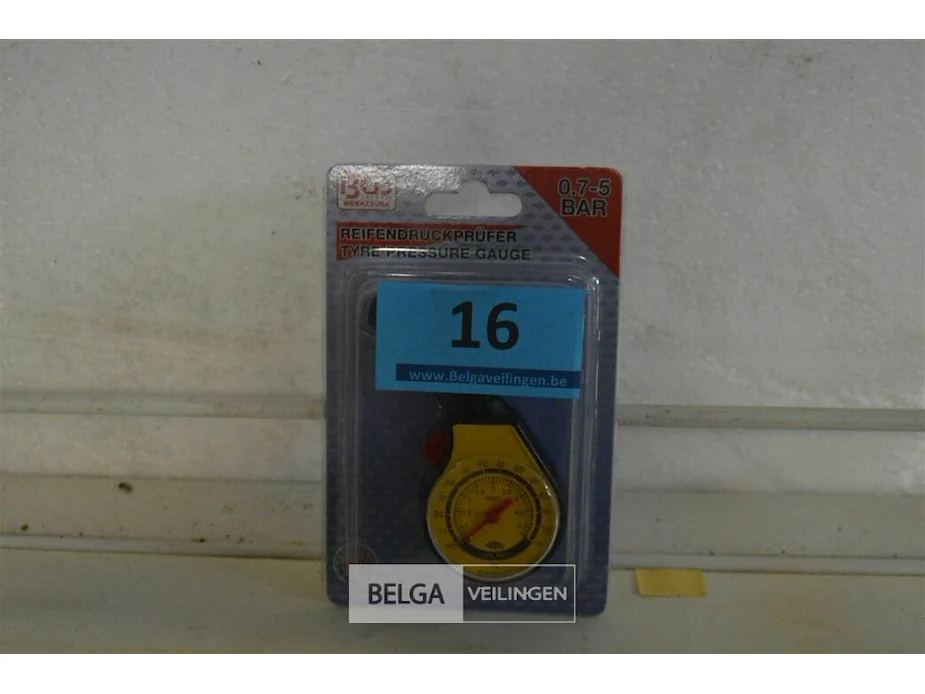 BGS
WERKZEUGE
0.7-5
BAR
REIFENDRUCKPRÜFER
TYRE PRESSURE GAUGE
16
www.Belgaveilingen.be
BELGA VEILINGEN